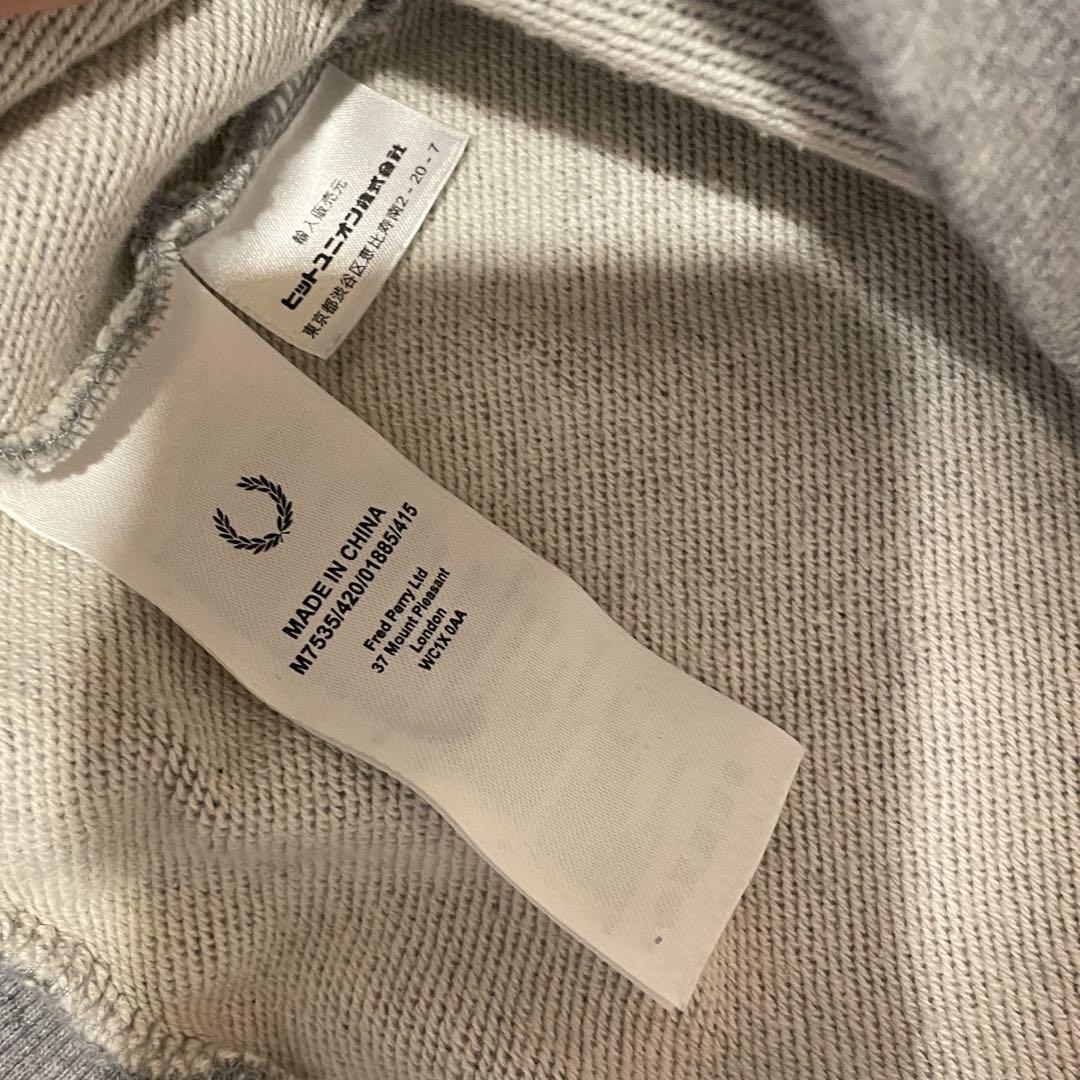 輸入販売元
ヒットユニオン株式会社
東京都渋谷区恵比寿南2-20-7
MADE IN CHINA
M7535/420/01885/415
Fred Perry Ltd
37 Mount Pleasant
London
WC1X 0AA